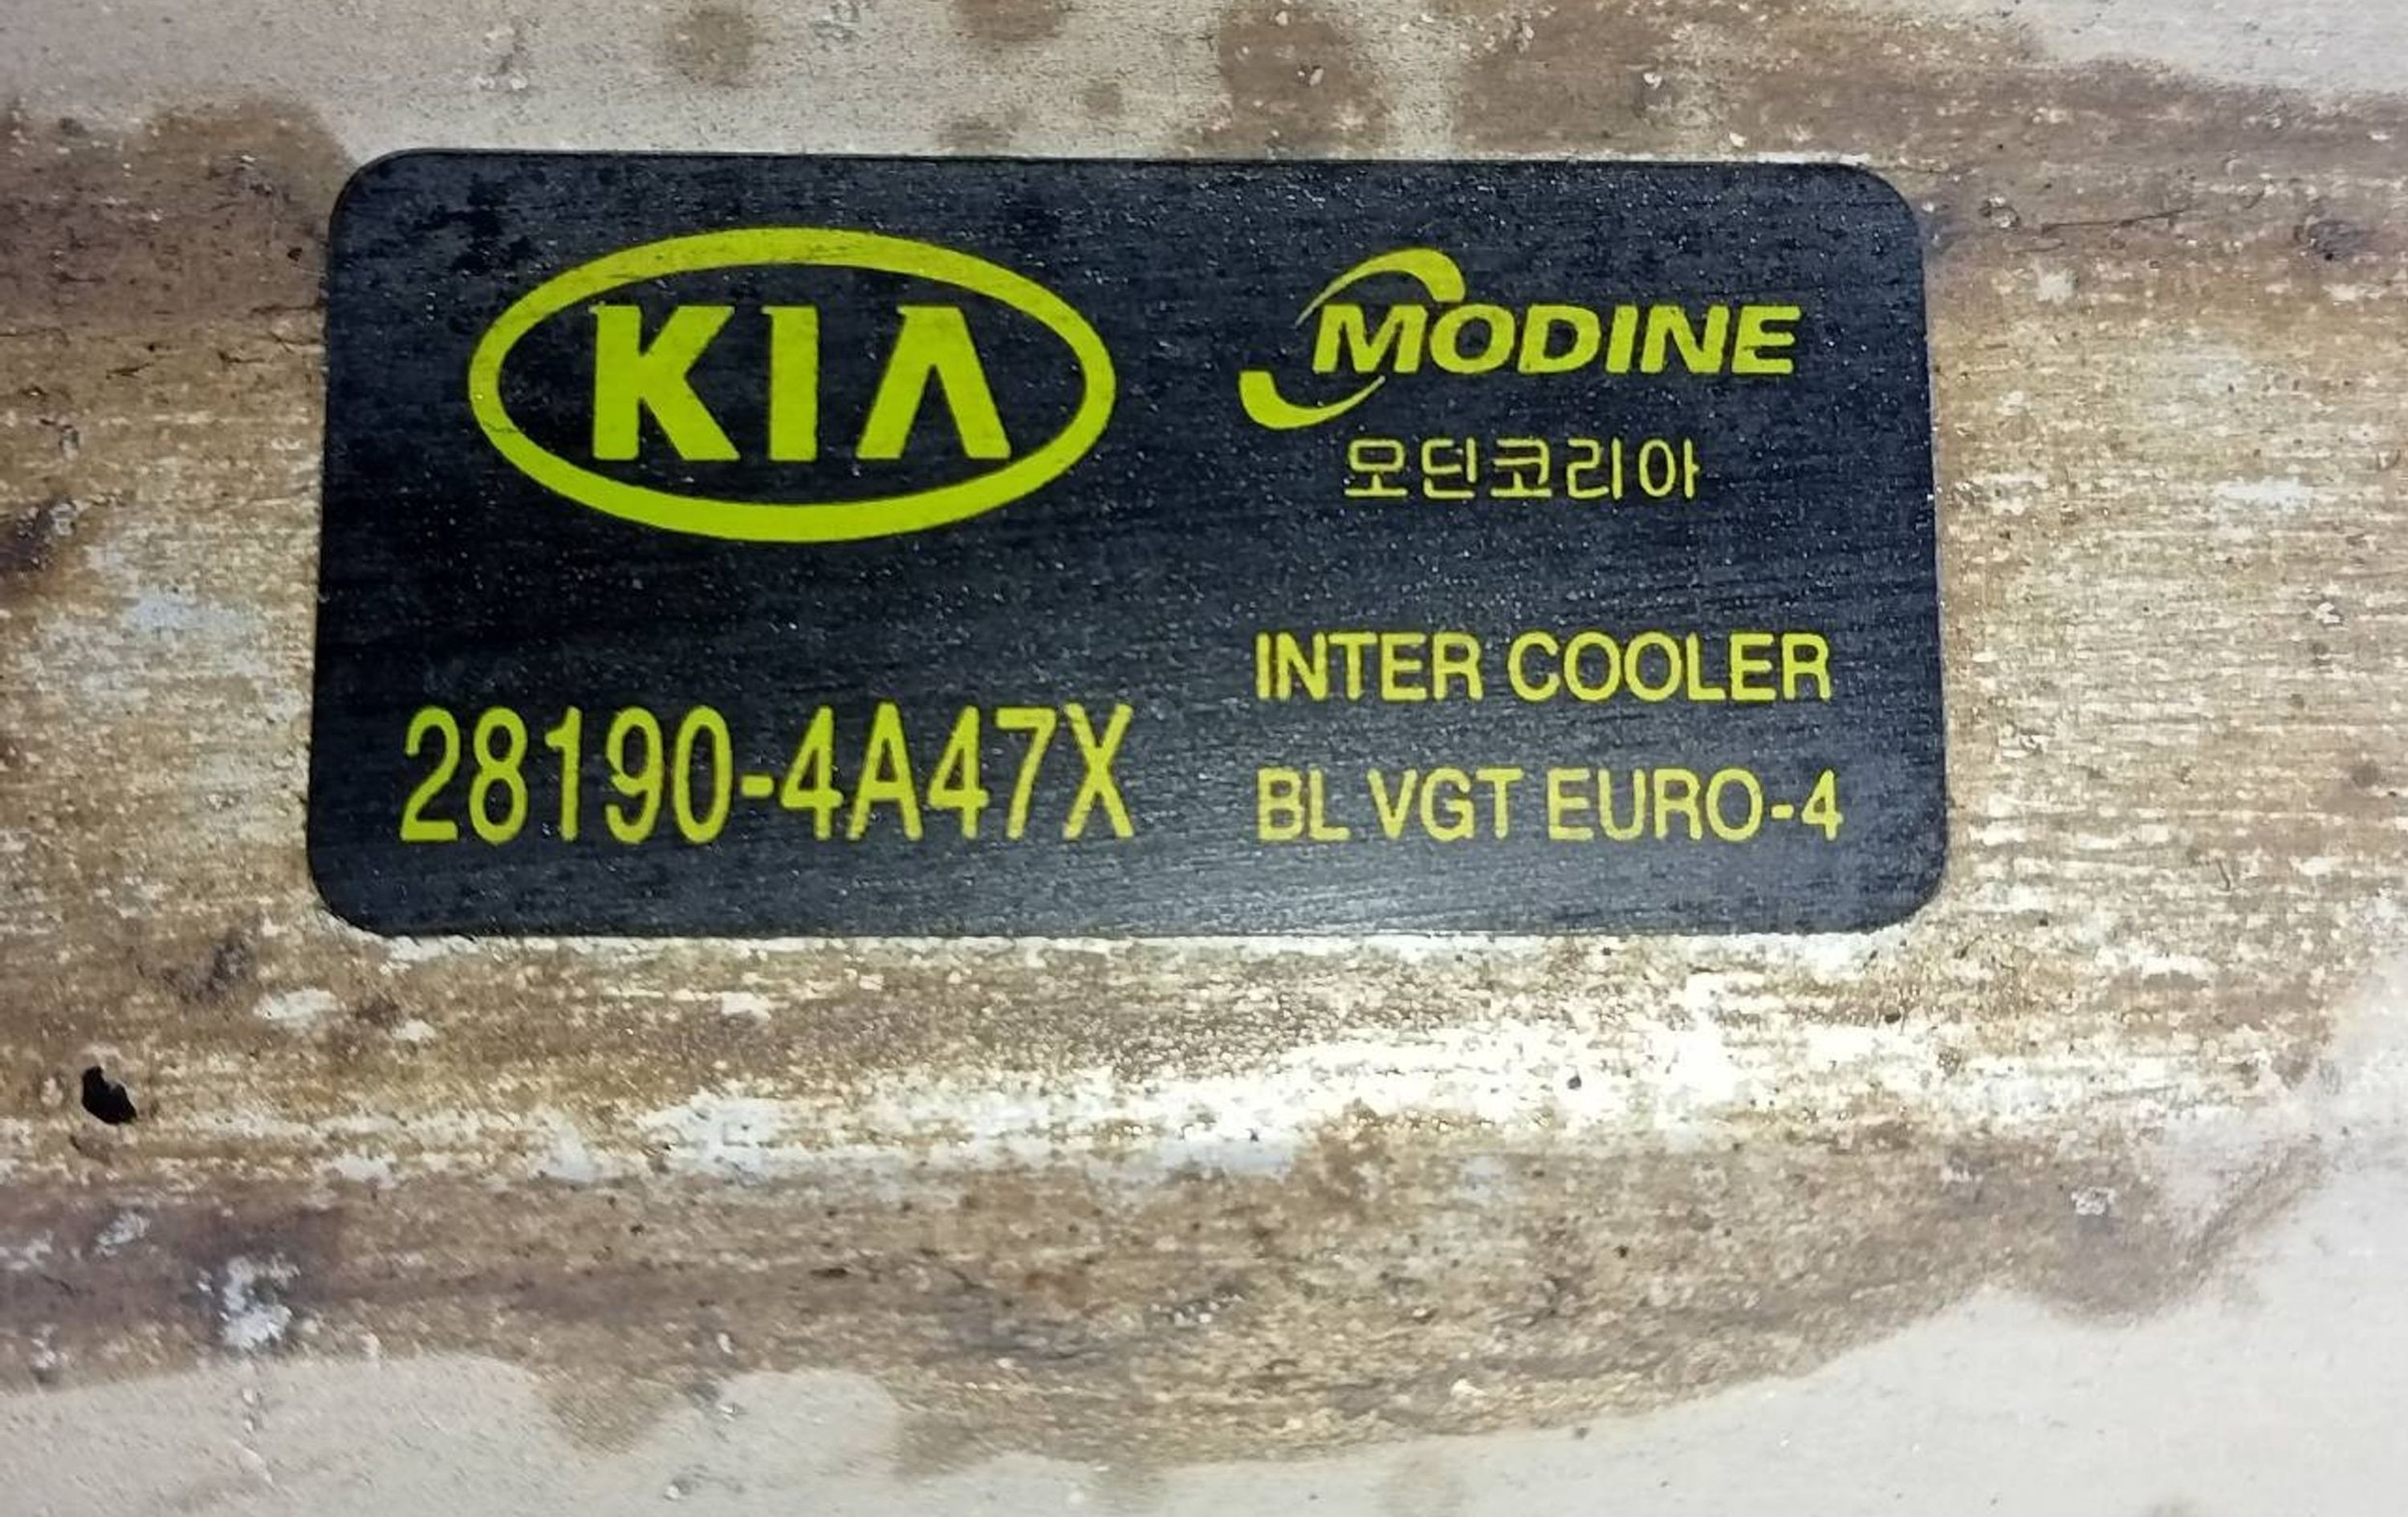 KIA
MODINE
모딘코리아
INTER COOLER
28190-4A47X
BL VGT EURO-4